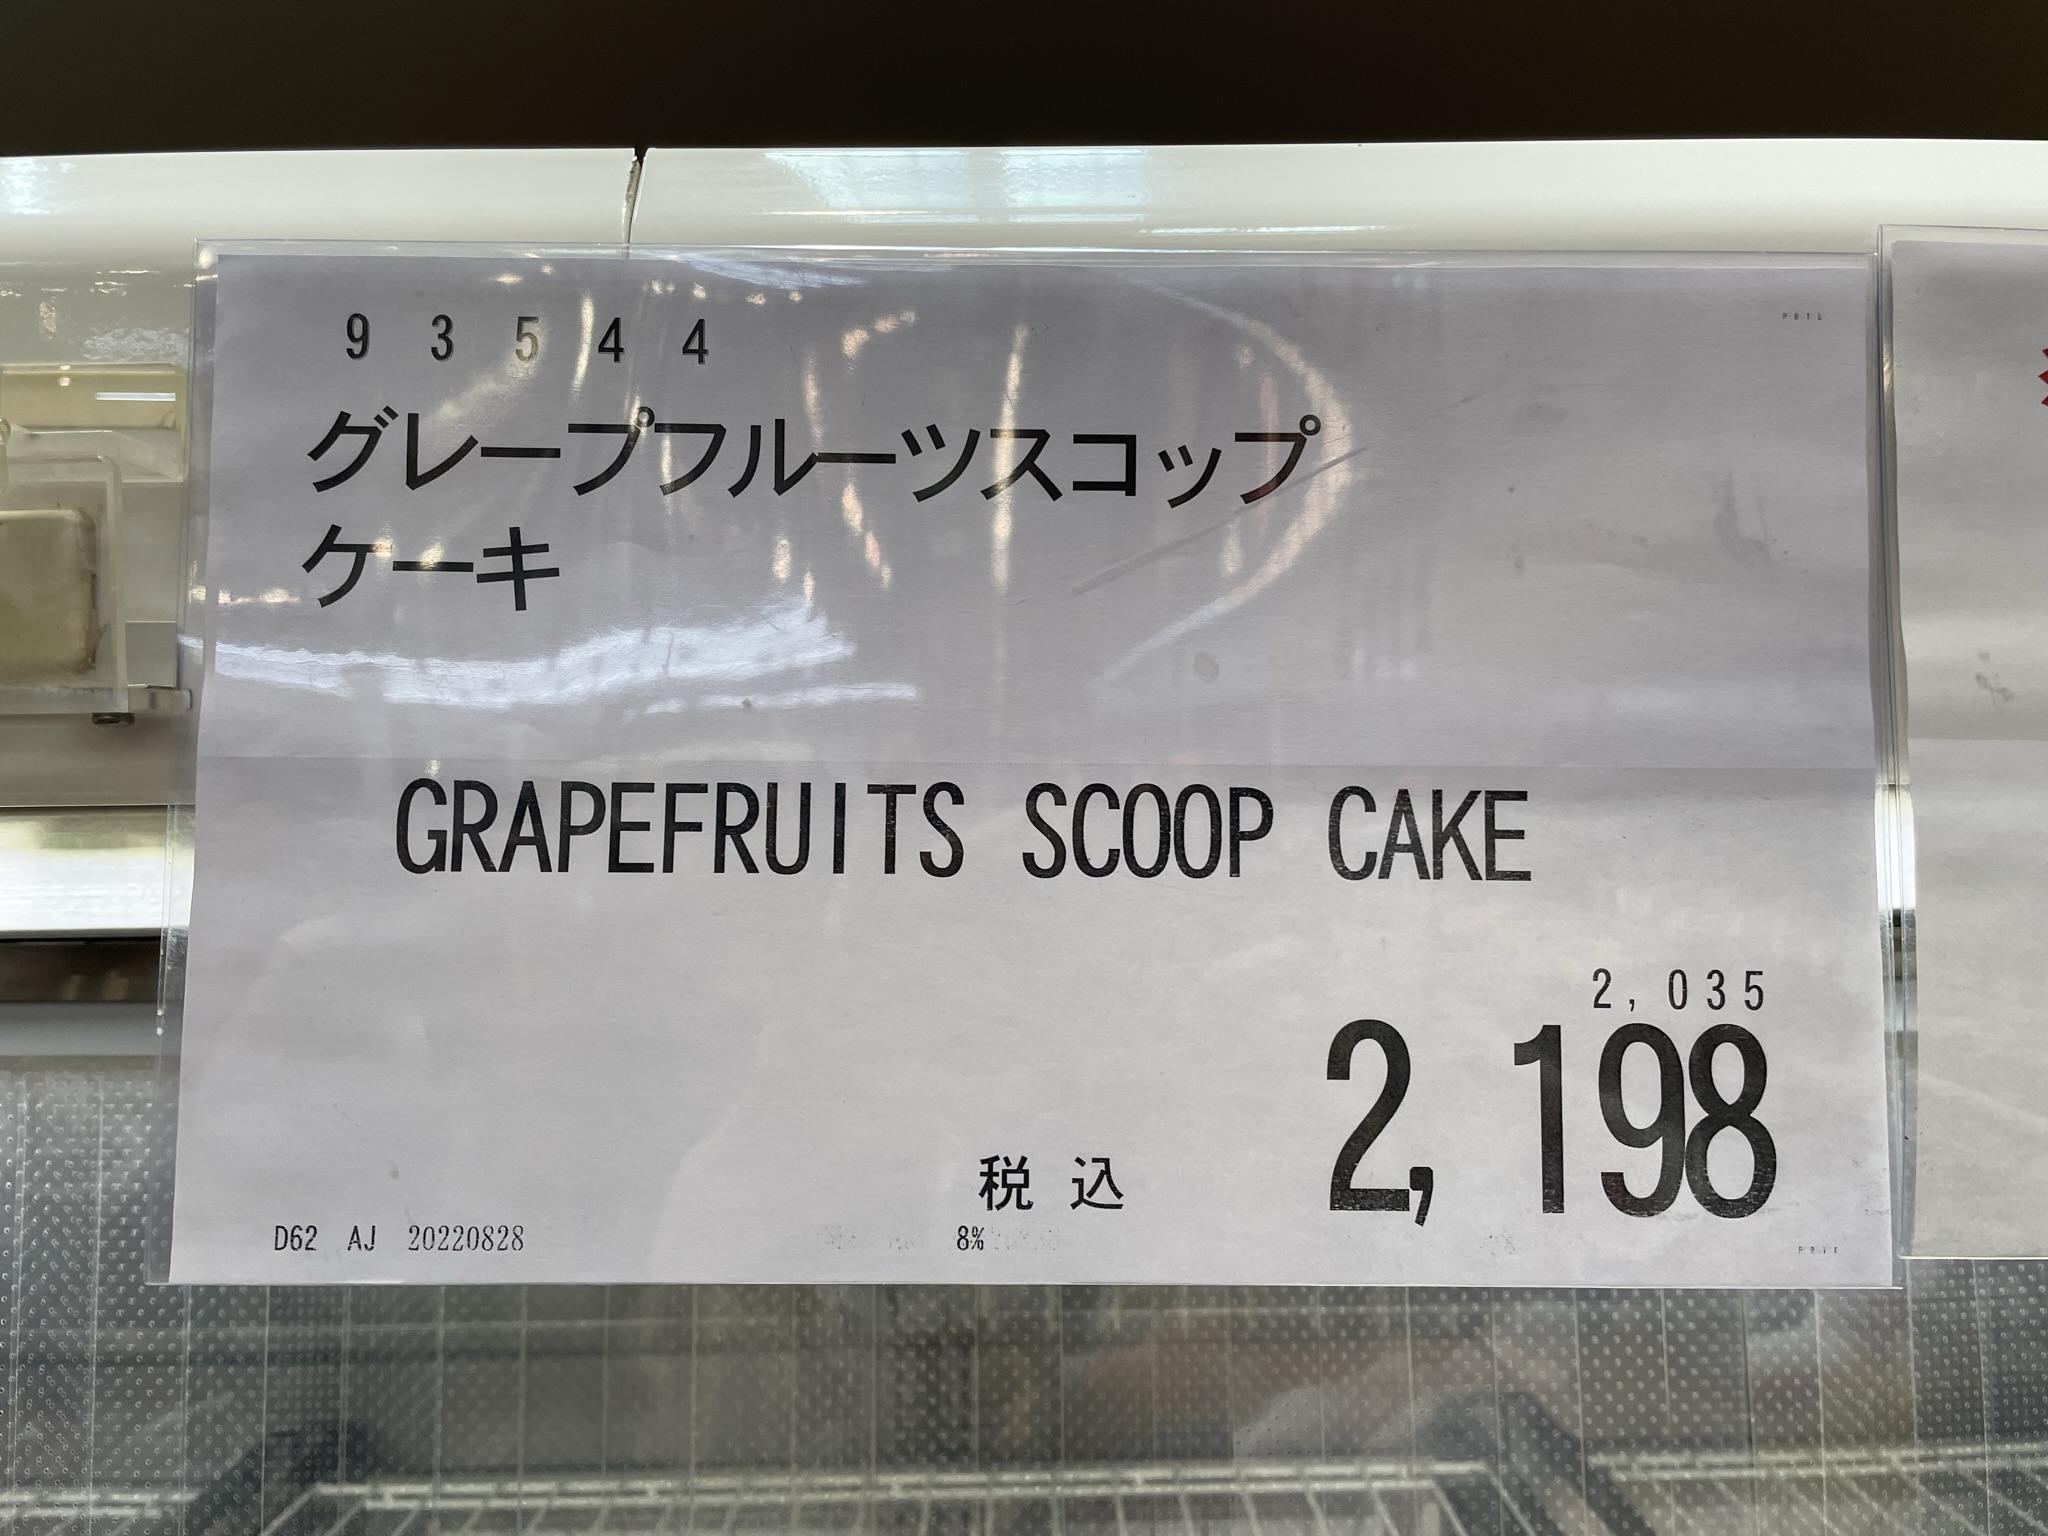 93544
グレープフルーツスコップ
ケーキ
GRAPEFRUITS SCOOP CAKE
2,035
2,198
税込
D62 AJ 20220828 8%